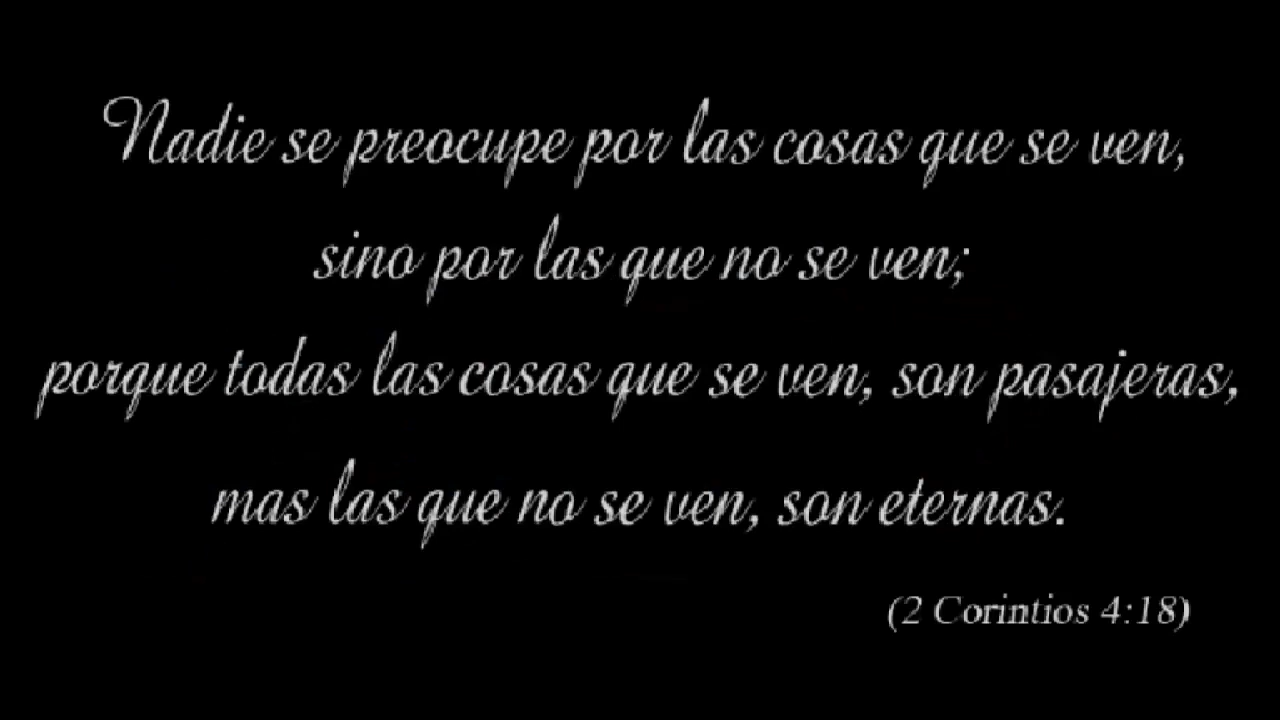 Nadie se preocupe por las cosas que se ven,
sino por las que no se ven;
porque todas las cosas que se ven, son pasajeras,
mas las que no se ven, son eternas.
(2 Corintios 4:18)